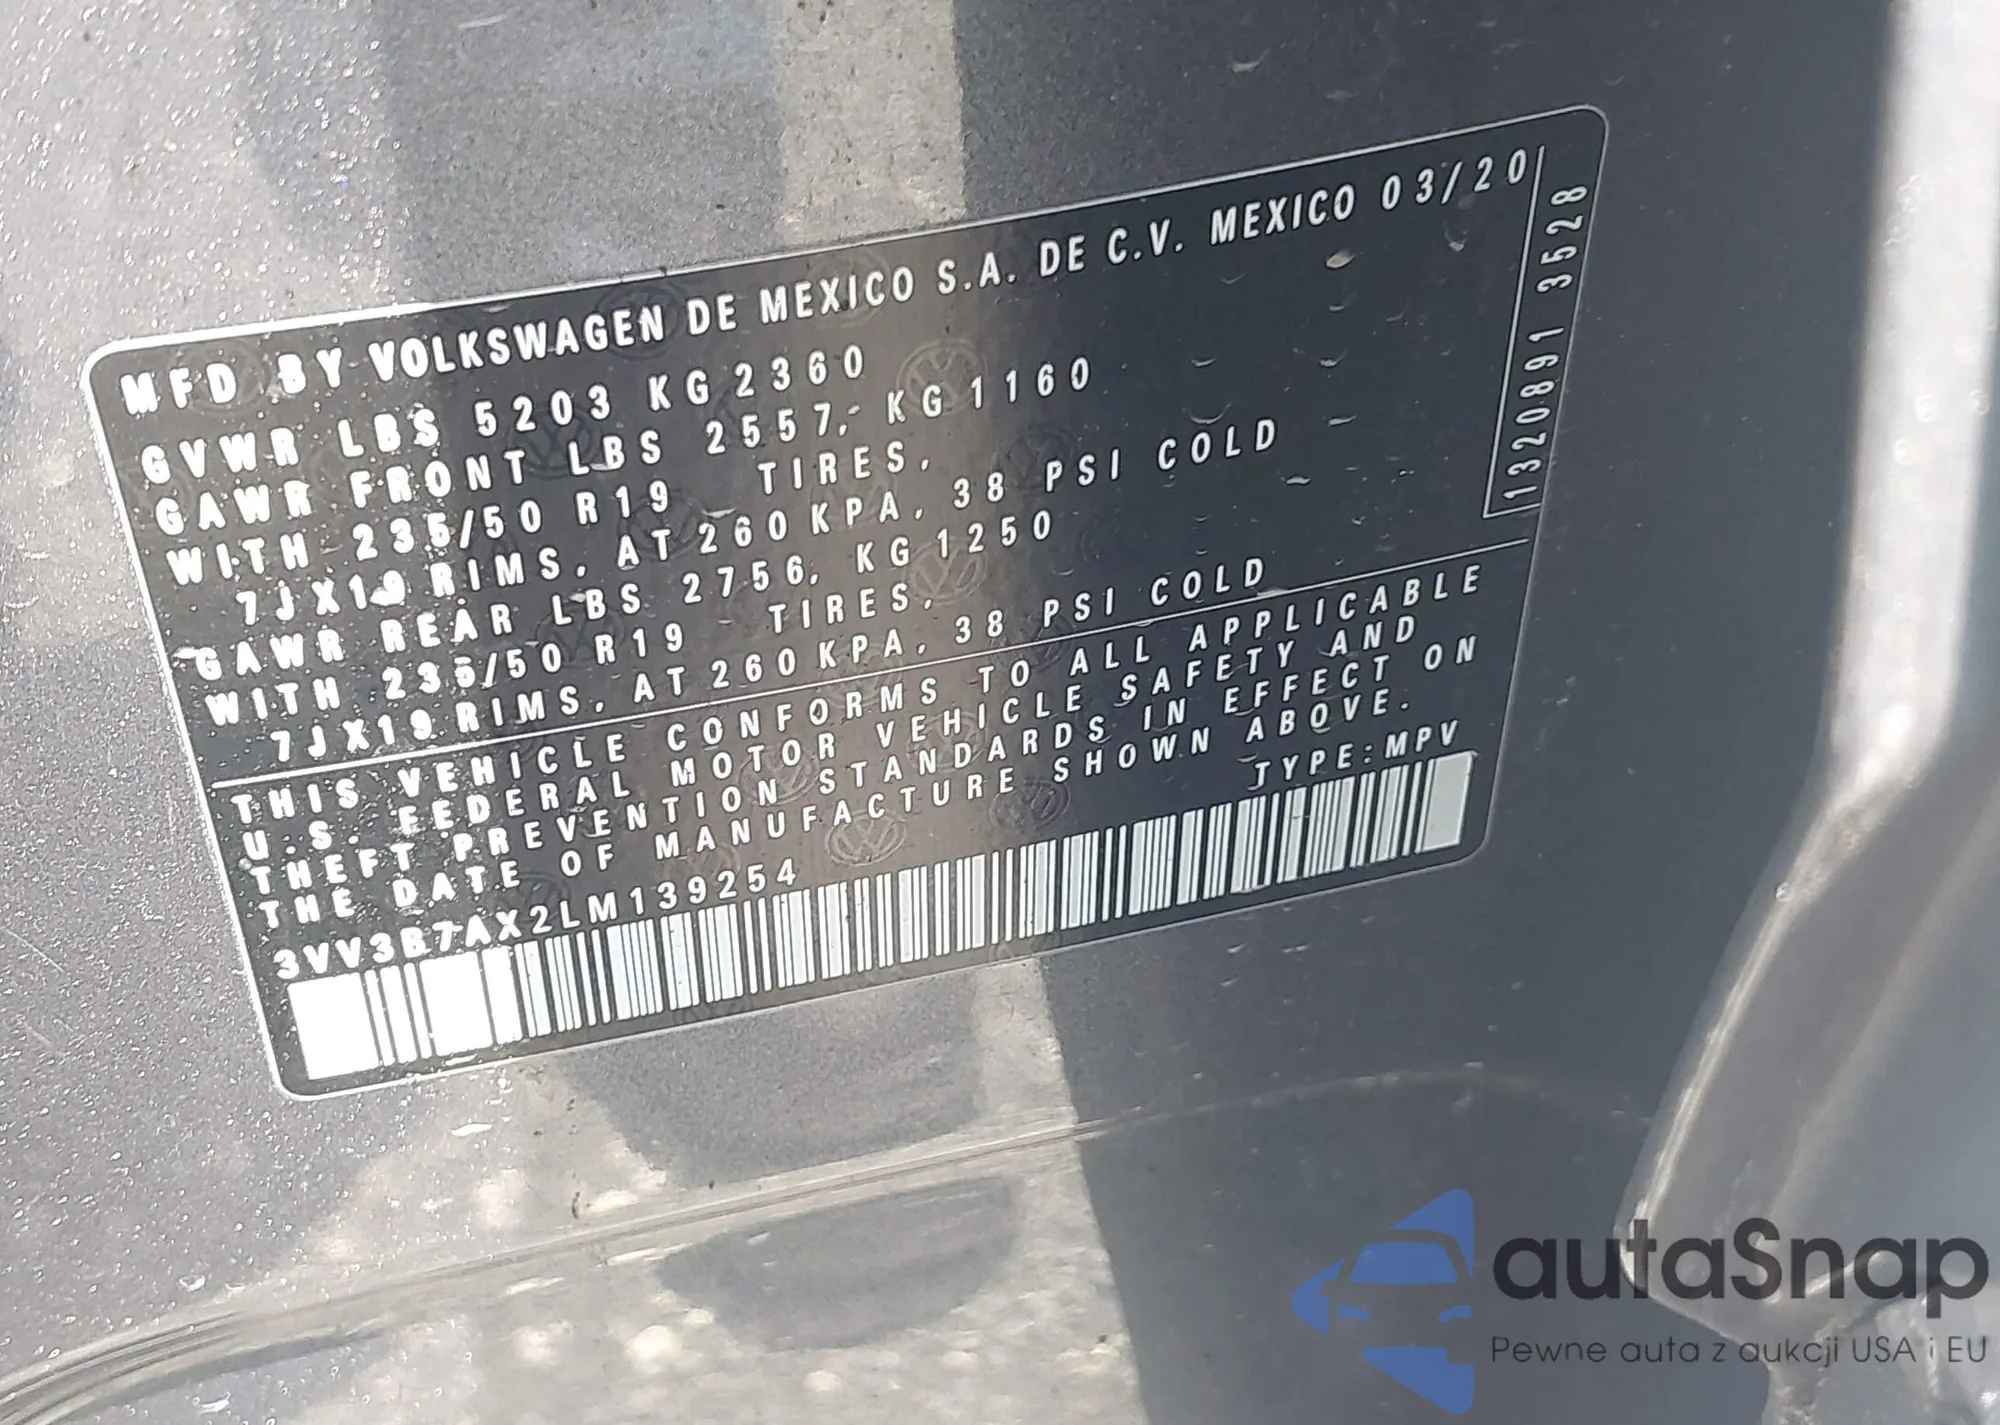 MFD BY VOLKSWAGEN DE MEXICO S.A. DE C.V. MEXICO 03/20
GVWR LBS 5203 KG 2360
GAWR FRONT LBS 2557, KG 1160
WITH 235/50 R19 TIRES,
7JX19 RIMS, AT 260 KPA, 38 PSI COLD
GAWR REAR LBS 2756, KG 1250
WITH 235/50 R19 TIRES,
7JX19 RIMS, AT 260 KPA, 38 PSI COLD
1320891 3528
THIS VEHICLE CONFORMS TO ALL APPLICABLE
U.S. FEDERAL MOTOR VEHICLE SAFETY AND
THEFT PREVENTION STANDARDS IN EFFECT ON
THE DATE OF MANUFACTURE SHOWN ABOVE.
3VV3B7AX2LM139254 TYPE:MPV
autaSnap
Pewne auta z aukcji USA i EU